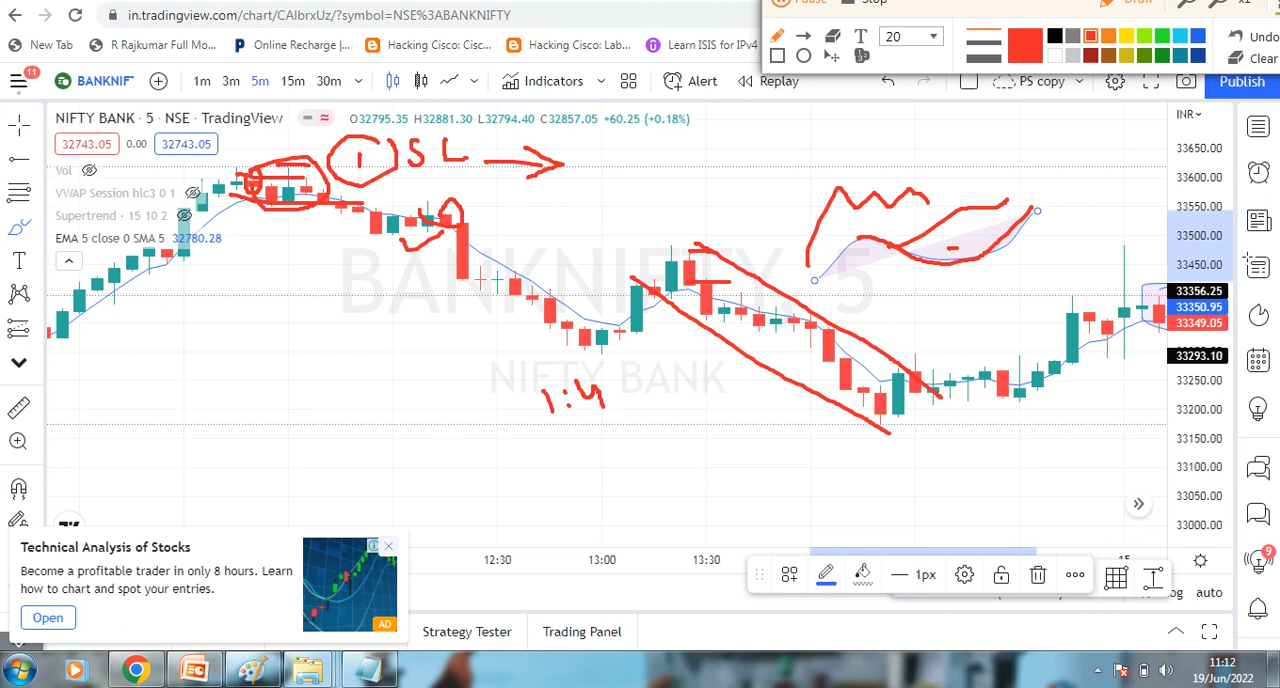 in.tradingview.com/chart/CAIbrxUz/?symbol=NSE%3ABANKNIFTY
Stop
Draw
x1
20
Undo
Clear
New Tab
R Rajkumar Full Mo...
Online Recharge |...
Hacking Cisco: Cisc...
Hacking Cisco: Lab...
Learn ISIS for IPv4
11
BANKNIF
1m 3m 5m 15m 30m
Indicators
Alert
Replay
PS copy
Publish
NIFTY BANK · 5 · NSE · TradingView
O32795.35 H32881.30 L32794.40 C32857.05 +60.25 (+0.18%)
INR
32743.05 0.00 32743.05
Vol
VWAP Session hlc3 0 1
Supertrend · 15 10 2
EMA 5 close 0 SMA 5 32780.28
1 SL
BANKNIFTY 5
NIFTY BANK
1:4
33650.00
33600.00
33550.00
33500.00
33450.00
33356.25
33350.95
33349.05
33293.10
33250.00
33200.00
33150.00
33100.00
33050.00
33000.00
12:30 13:00 13:30 15
Technical Analysis of Stocks
Become a profitable trader in only 8 hours. Learn
how to chart and spot your entries.
Open
AD
1px
og auto
Strategy Tester
Trading Panel
9
11:12
19/Jun/2022